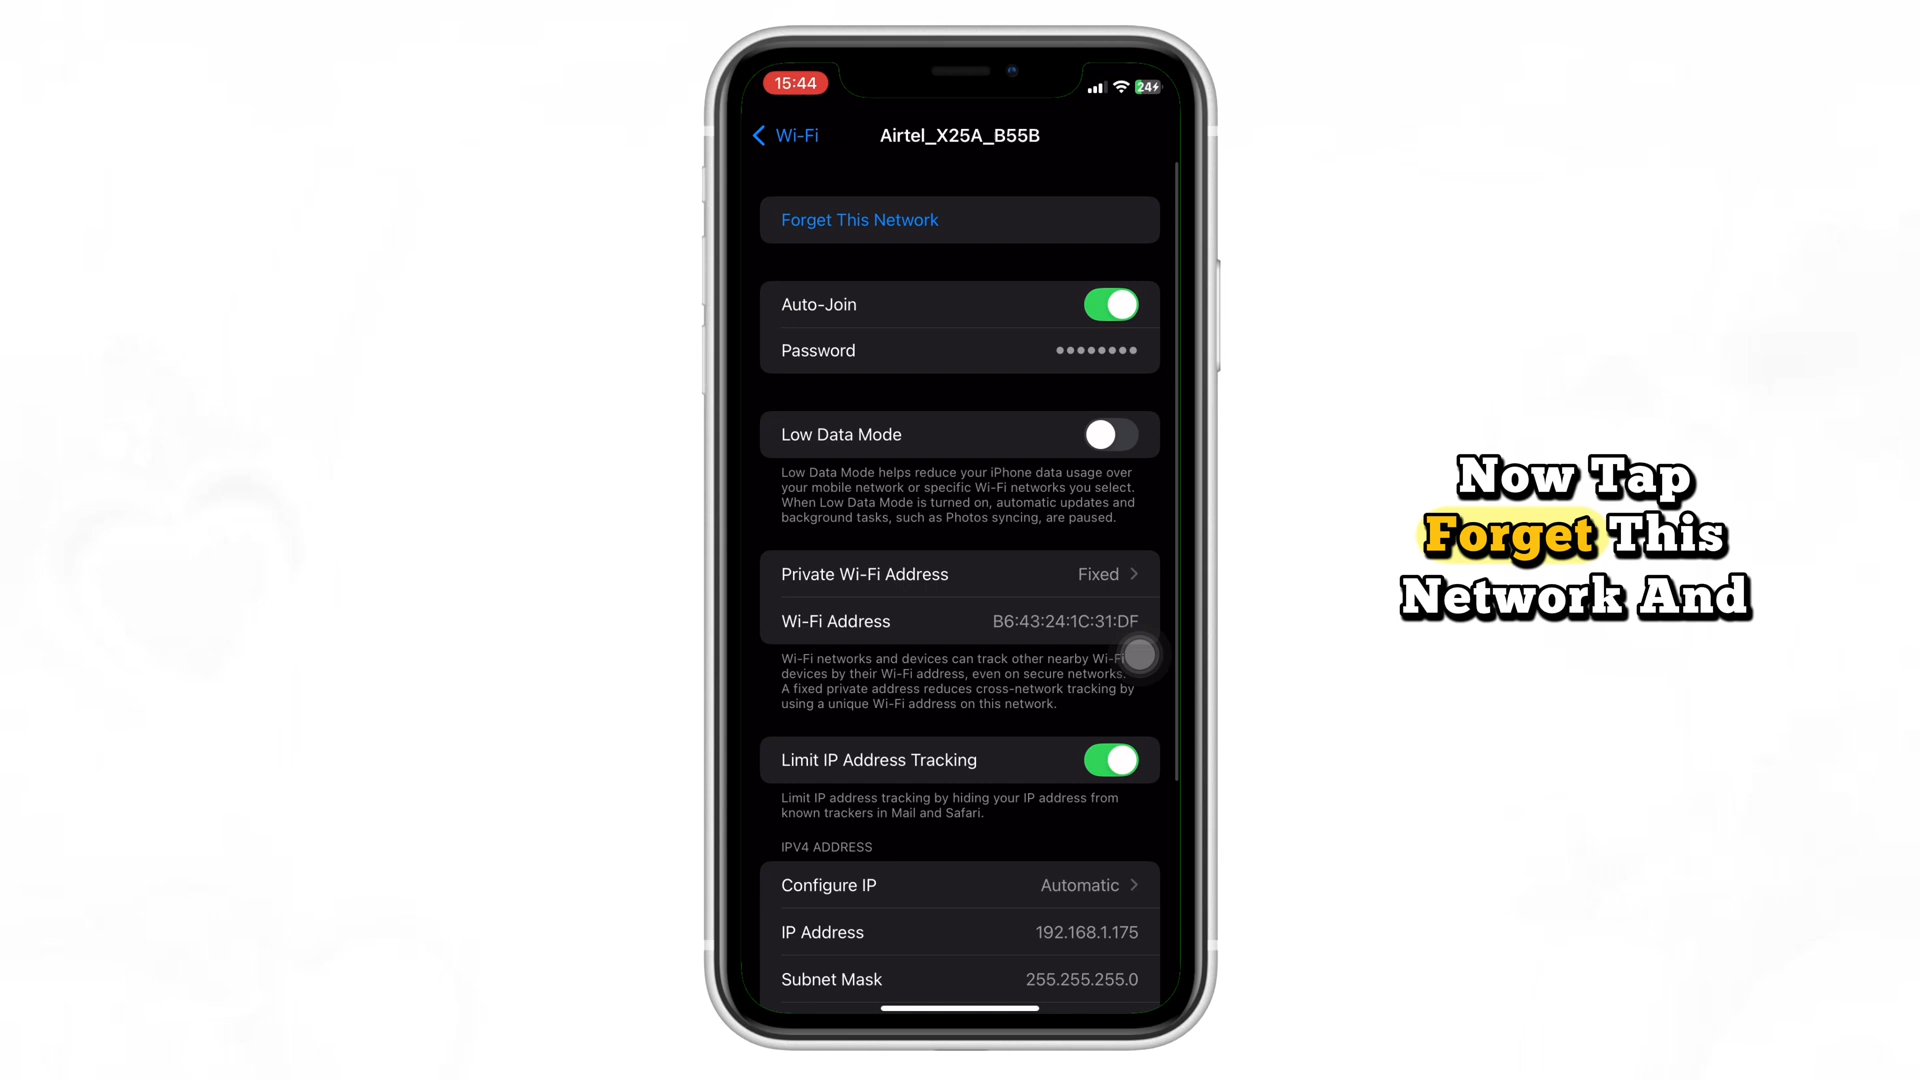 15:44
24
Wi-Fi
Airtel_X25A_B55B
Forget This Network
Auto-Join
Password
Low Data Mode
Low Data Mode helps reduce your iPhone data usage over
your mobile network or specific Wi-Fi networks you select.
When Low Data Mode is turned on, automatic updates and
background tasks, such as Photos syncing, are paused.
Private Wi-Fi Address Fixed
Wi-Fi Address B6:43:24:1C:31:DF
Wi-Fi networks and devices can track other nearby Wi-Fi
devices by their Wi-Fi address, even on secure networks.
A fixed private address reduces cross-network tracking by
using a unique Wi-Fi address on this network.
Limit IP Address Tracking
Limit IP address tracking by hiding your IP address from
known trackers in Mail and Safari.
IPV4 ADDRESS
Configure IP Automatic
IP Address 192.168.1.175
Subnet Mask 255.255.255.0
Now Tap
Forget This
Network And